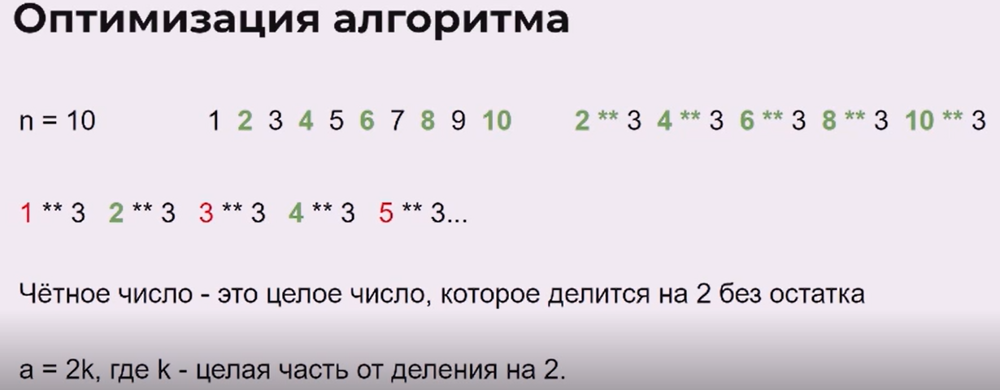 Оптимизация алгоритма
n = 10 1 2 3 4 5 6 7 8 9 10 2 ** 3 4 ** 3 6 ** 3 8 ** 3 10 ** 3
1 ** 3 2 ** 3 3 ** 3 4 ** 3 5 ** 3...
Чётное число - это целое число, которое делится на 2 без остатка
a = 2k, где k - целая часть от деления на 2.